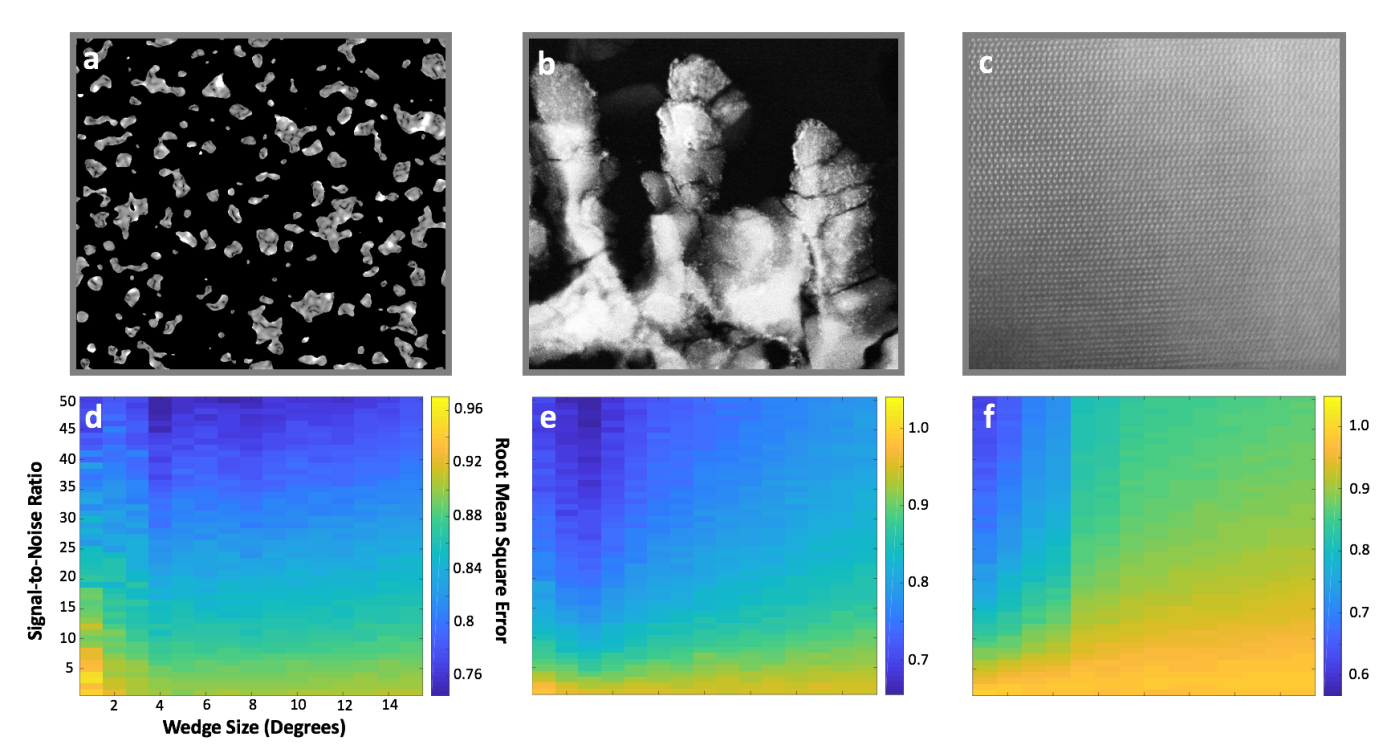 a
b
c
d
e
f
50
45
40
35
30
25
20
15
10
5
Signal-to-Noise Ratio
2 4 6 8 10 12 14
Wedge Size (Degrees)
0.96
0.92
0.88
0.84
0.8
0.76
Root Mean Square Error
1.0
0.9
0.8
0.7
1.0
0.9
0.8
0.7
0.6